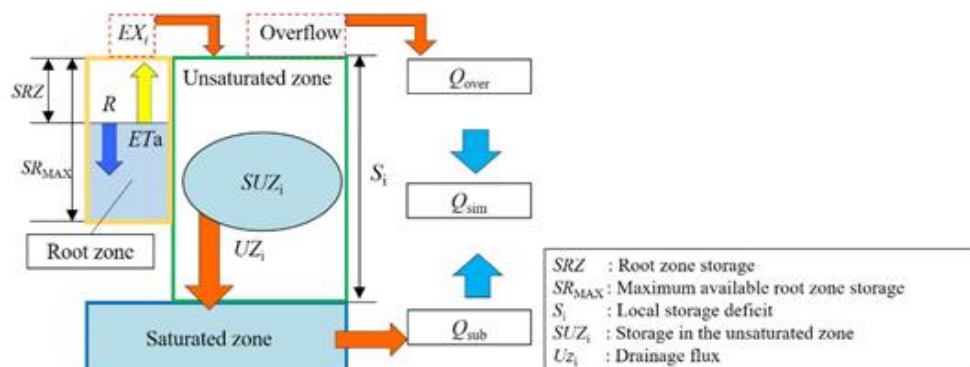 EXi
Overflow
Unsaturated zone
Qover
SRZ
R
ETa
SRMAX
SUZi
Si
Qsim
Root zone
UZi
Saturated zone
Qsub
SRZ : Root zone storage
SRMAX : Maximum available root zone storage
Si : Local storage deficit
SUZi : Storage in the unsaturated zone
Uzi : Drainage flux